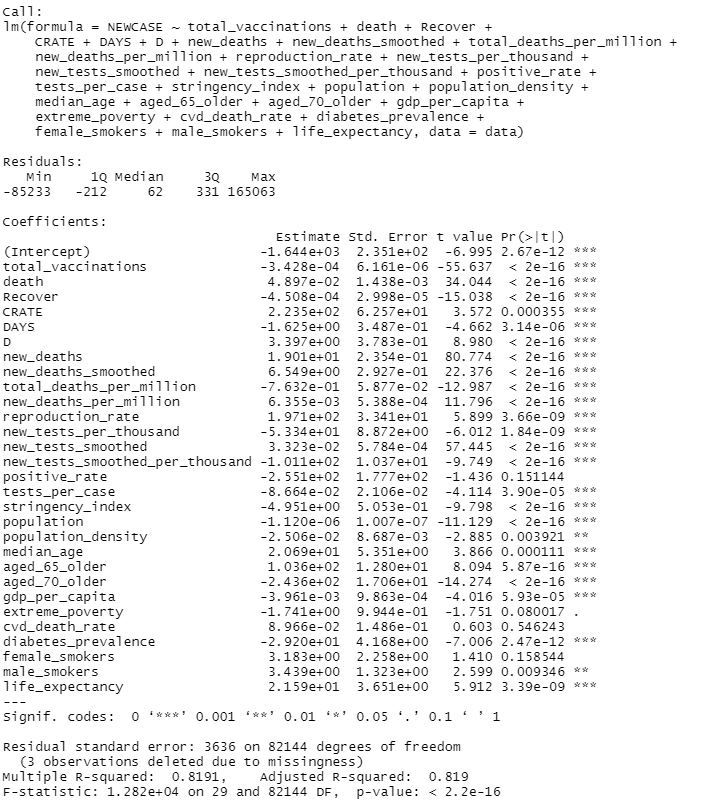 Call:
lm(formula = NEWCASE ~ total_vaccinations + death + Recover +
    CRATE + DAYS + D + new_deaths + new_deaths_smoothed + total_deaths_per_million +
    new_deaths_per_million + reproduction_rate + new_tests_per_thousand +
    new_tests_smoothed + new_tests_smoothed_per_thousand + positive_rate +
    tests_per_case + stringency_index + population + population_density +
    median_age + aged_65_older + aged_70_older + gdp_per_capita +
    extreme_poverty + cvd_death_rate + diabetes_prevalence +
    female_smokers + male_smokers + life_expectancy, data = data)
Residuals:
   Min     1Q Median     3Q    Max
-85233   -212     62    331 165063
Coefficients:
                                  Estimate Std. Error t value Pr(>|t|)
(Intercept)                     -1.644e+03  2.351e+02  -6.995 2.67e-12 ***
total_vaccinations              -3.428e-04  6.161e-06 -55.637  < 2e-16 ***
death                            4.897e-02  1.438e-03  34.044  < 2e-16 ***
Recover                         -4.508e-04  2.998e-05 -15.038  < 2e-16 ***
CRATE                            2.235e+02  6.257e+01   3.572 0.000355 ***
DAYS                            -1.625e+00  3.487e-01  -4.662 3.14e-06 ***
D                                3.397e+00  3.783e-01   8.980  < 2e-16 ***
new_deaths                       1.901e+01  2.354e-01  80.774  < 2e-16 ***
new_deaths_smoothed              6.549e+00  2.927e-01  22.376  < 2e-16 ***
total_deaths_per_million        -7.632e-01  5.877e-02 -12.987  < 2e-16 ***
new_deaths_per_million           6.355e-03  5.388e-04  11.796  < 2e-16 ***
reproduction_rate                1.971e+02  3.341e+01   5.899 3.66e-09 ***
new_tests_per_thousand          -5.334e+01  8.872e+00  -6.012 1.84e-09 ***
new_tests_smoothed               3.323e-02  5.784e-04  57.445  < 2e-16 ***
new_tests_smoothed_per_thousand -1.011e+02  1.037e+01  -9.749  < 2e-16 ***
positive_rate                   -2.551e+02  1.777e+02  -1.436 0.151144
tests_per_case                  -8.664e-02  2.106e-02  -4.114 3.90e-05 ***
stringency_index                -4.951e+00  5.053e-01  -9.798  < 2e-16 ***
population                      -1.120e-06  1.007e-07 -11.129  < 2e-16 ***
population_density              -2.506e-02  8.687e-03  -2.885 0.003921 **
median_age                       2.069e+01  5.351e+00   3.866 0.000111 ***
aged_65_older                    1.036e+02  1.280e+01   8.094 5.87e-16 ***
aged_70_older                   -2.436e+02  1.706e+01 -14.274  < 2e-16 ***
gdp_per_capita                  -3.961e-03  9.863e-04  -4.016 5.93e-05 ***
extreme_poverty                 -1.741e+00  9.944e-01  -1.751 0.080017 .
cvd_death_rate                   8.966e-02  1.486e-01   0.603 0.546243
diabetes_prevalence             -2.920e+01  4.168e+00  -7.006 2.47e-12 ***
female_smokers                   3.183e+00  2.258e+00   1.410 0.158544
male_smokers                     3.439e+00  1.323e+00   2.599 0.009346 **
life_expectancy                  2.159e+01  3.651e+00   5.912 3.39e-09 ***
---
Signif. codes:  0 ‘***’ 0.001 ‘**’ 0.01 ‘*’ 0.05 ‘.’ 0.1 ‘ ’ 1
Residual standard error: 3636 on 82144 degrees of freedom
  (3 observations deleted due to missingness)
Multiple R-squared:  0.8191,    Adjusted R-squared:  0.819
F-statistic: 1.282e+04 on 29 and 82144 DF,  p-value: < 2.2e-16